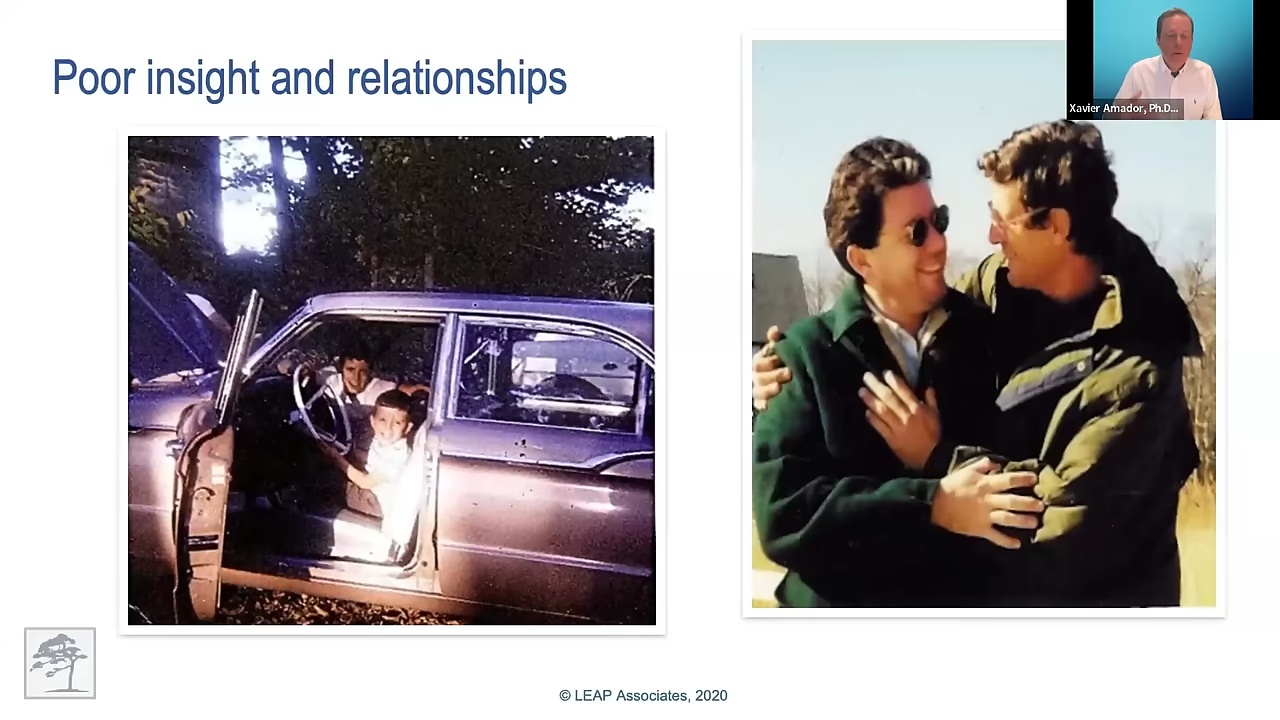 Poor insight and relationships
Xavier Amador, Ph.D...
© LEAP Associates, 2020